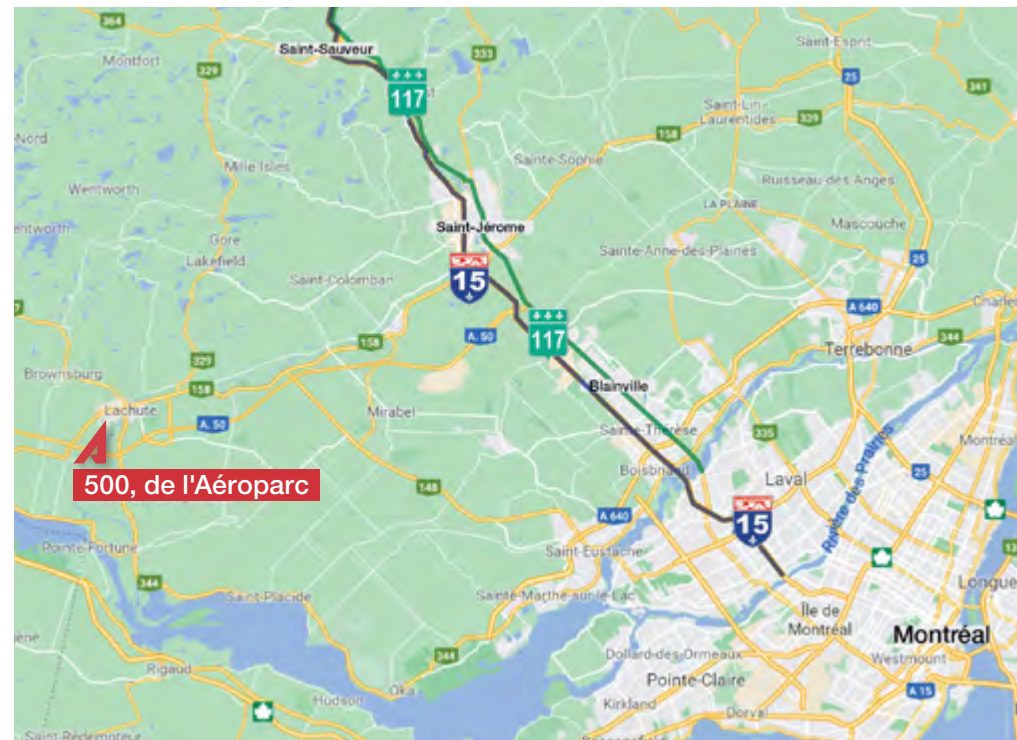 364
Saint-Sauveur
Montfort
333
Saint-Esprit
329
25
341
117
Saint-Lin-
Laurentides
339
158
-Nord
Mille-Isles
Sainte-Sophie
Ruisseau-des-Anges
Wentworth
LA PLAINE
Mascouche
Saint-Jérome
Gore
Lakefield
Sainte-Anne-des-Plaines
25
Saint-Colomban
15
A 640
A. 50
117
344
158
Terrebonne
329
Brownsburg
158
Blainville
Lachute
A. 50
Mirabel
Sainte-Thérèse
335
Montréal
500, de l'Aéroparc
Boisbriand
Laval
25
148
Rivière des Prairies
A 640
15
Pointe-Fortune
Saint-Eustache
344
Saint-Placide
Sainte-Marthe-sur-le-Lac
Longue
Île de
Montréal
Montréal
344
Dollard-des-Ormeaux
Westmount
Rigaud
Pointe-Claire
Oka
A 15
Hudson
Kirkland
Dorval
Saint-Rédempteur